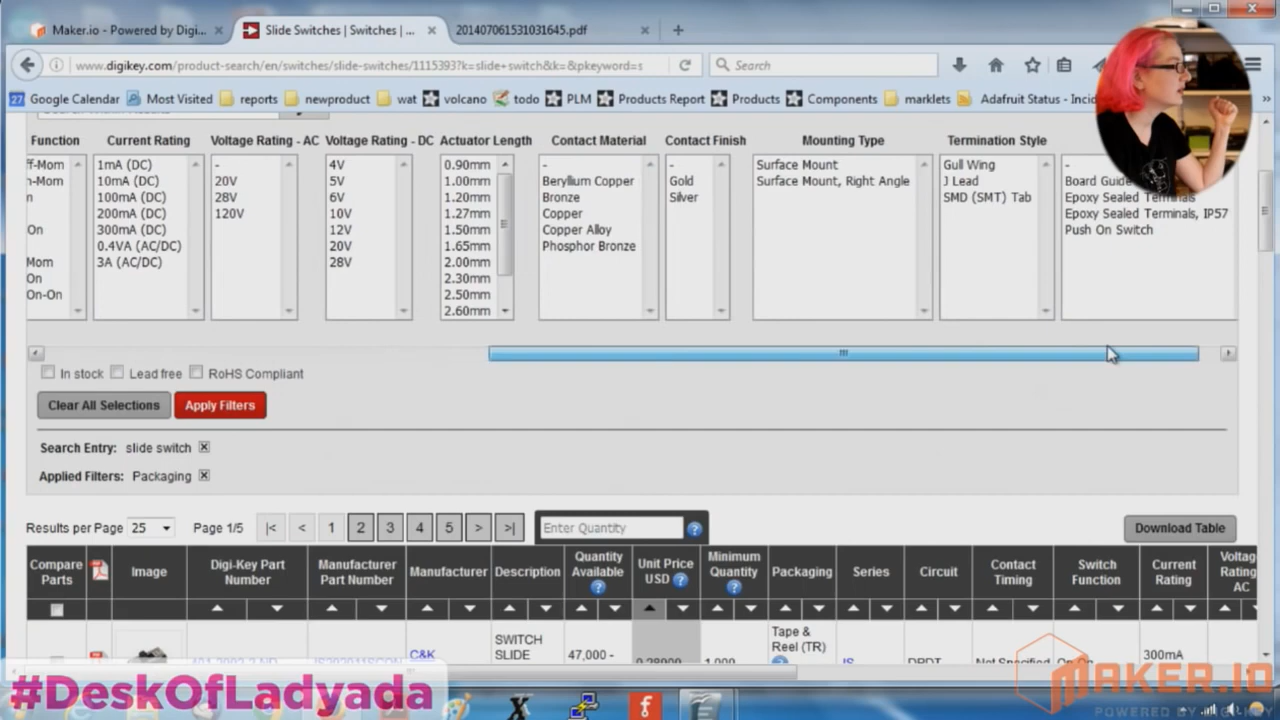 Maker.io - Powered by Digi...
Slide Switches | Switches | ...
201407061531031645.pdf
www.digikey.com/product-search/en/switches/slide-switches/1115393?k=slide+switch&k=&pkeyword=s
Search
27 Google Calendar
Most Visited
reports
newproduct
wat
volcano
todo
PLM
Products Report
Products
Components
marklets
Adafruit Status - Incid
Function
Current Rating
Voltage Rating - AC
Voltage Rating - DC
Actuator Length
Contact Material
Contact Finish
Mounting Type
Termination Style
ff-Mom
n-Mom
n
On
Mom
On
On-On
1mA (DC)
10mA (DC)
100mA (DC)
200mA (DC)
300mA (DC)
0.4VA (AC/DC)
3A (AC/DC)
-
20V
28V
120V
4V
5V
6V
10V
12V
20V
28V
0.90mm
1.00mm
1.20mm
1.27mm
1.50mm
1.65mm
2.00mm
2.30mm
2.50mm
2.60mm
-
Beryllium Copper
Bronze
Copper
Copper Alloy
Phosphor Bronze
-
Gold
Silver
Surface Mount
Surface Mount, Right Angle
Gull Wing
J Lead
SMD (SMT) Tab
-
Board Guide
Epoxy Sealed Terminals
Epoxy Sealed Terminals, IP57
Push On Switch
In stock
Lead free
RoHS Compliant
Clear All Selections
Apply Filters
Search Entry: slide switch
Applied Filters: Packaging
Results per Page 25
Page 1/5
|< < 1 2 3 4 5 > >|
Enter Quantity
Download Table
Compare Parts
Image
Digi-Key Part Number
Manufacturer Part Number
Manufacturer
Description
Quantity Available
Unit Price USD
Minimum Quantity
Packaging
Series
Circuit
Contact Timing
Switch Function
Current Rating
Voltag Rating AC
C&K
SWITCH SLIDE
47,000 -
Tape & Reel (TR)
JS
DPDT
Not Specified
300mA
#DeskOfLadyada
MAKER.IO